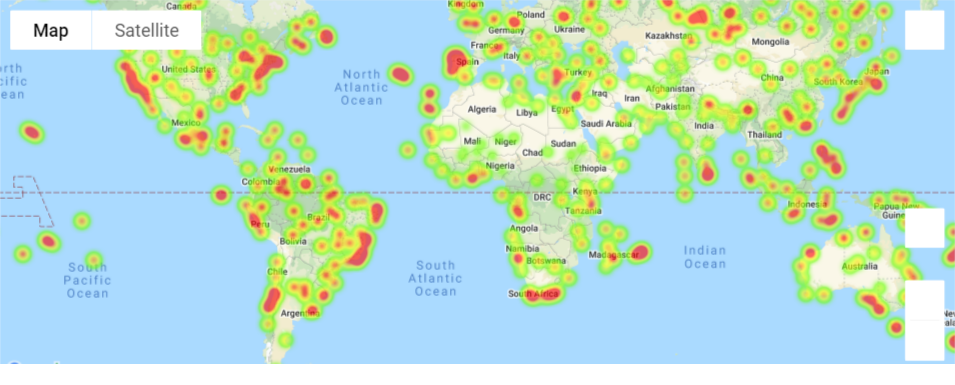 Canada
Kingdom
Poland
Germany
Ukraine
Map
Satellite
Kazakhstan
Mongolia
France
Italy
Spain
Turkey
United States
North
Atlantic
Ocean
China
South Korea
Japan
Afghanistan
Iraq
Iran
Pakistan
Algeria
Libya
Egypt
Saudi Arabia
Mexico
India
Thailand
Mali
Niger
Chad
Sudan
Nigeria
Ethiopia
Venezuela
Colombia
DRC
Kenya
Tanzania
Indonesia
Papua New
Guinea
Brazil
Peru
Bolivia
Angola
Namibia
Botswana
Madagascar
Indian
Ocean
Australia
South
Pacific
Ocean
South
Atlantic
Ocean
Chile
South Africa
Argentina